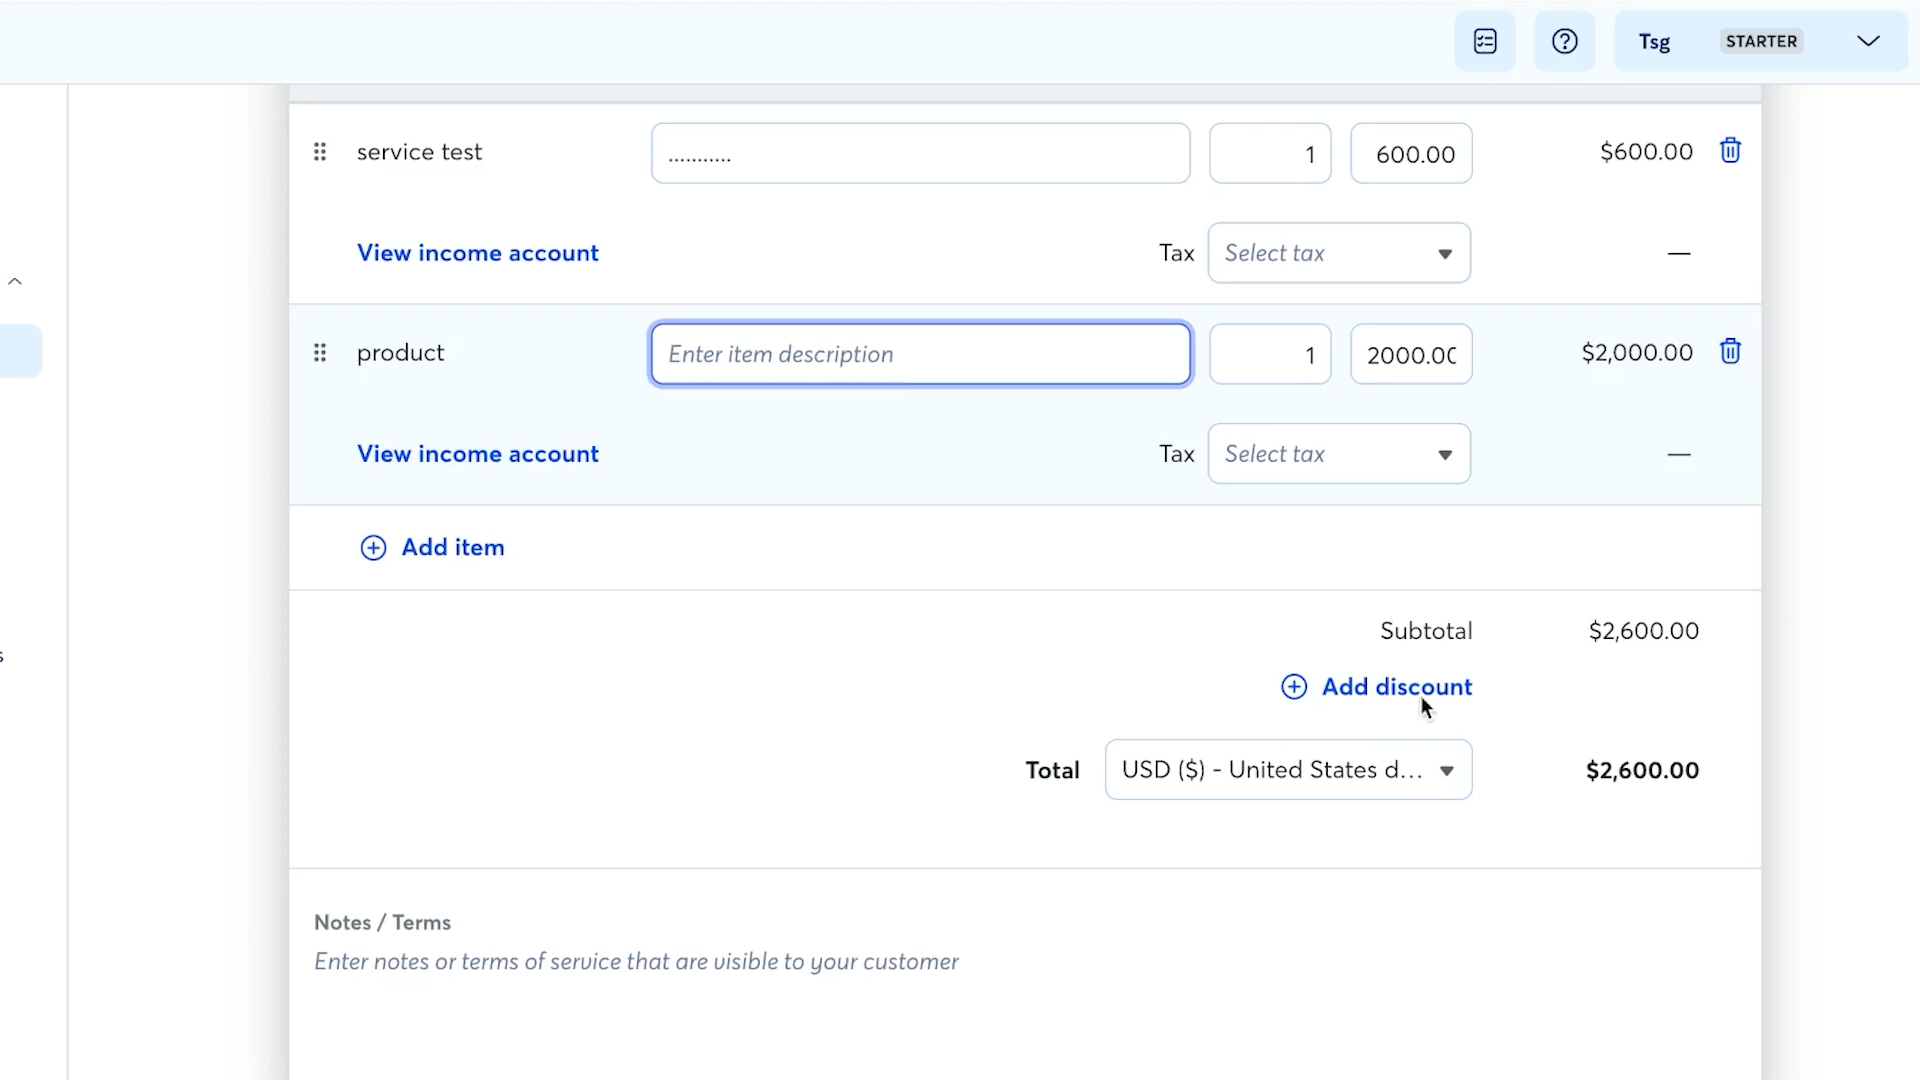 Tsg STARTER
service test ........... 1 600.00 $600.00
View income account Tax Select tax —
product Enter item description 1 2000.00 $2,000.00
View income account Tax Select tax —
Add item
Subtotal $2,600.00
Add discount
Total USD ($) - United States d... $2,600.00
s
Notes / Terms
Enter notes or terms of service that are visible to your customer